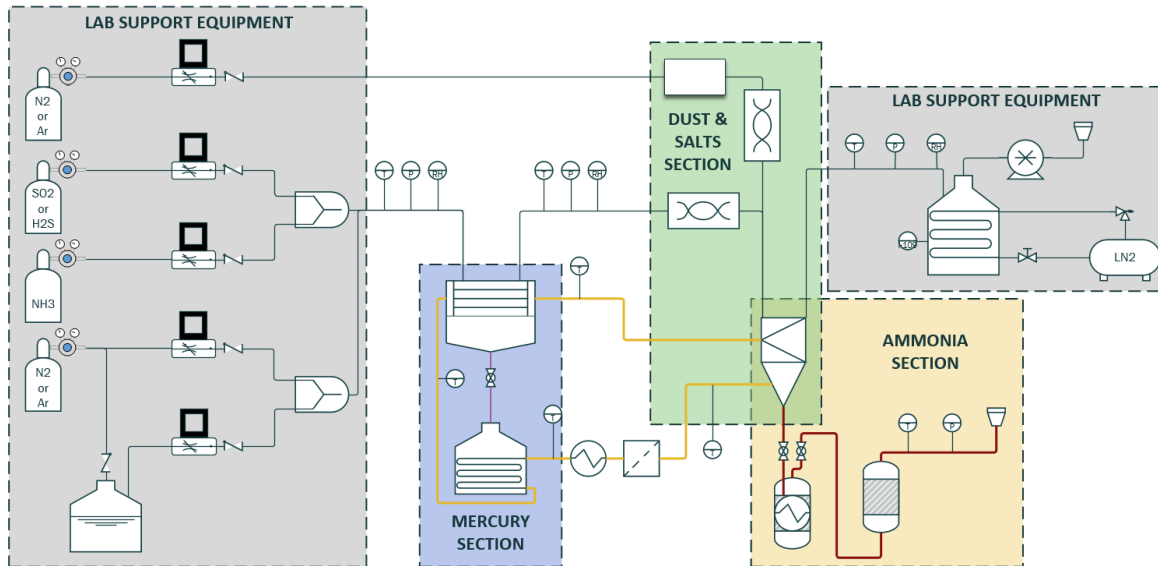 LAB SUPPORT EQUIPMENT
N2
or
Ar
SO2
or
H2S
NH3
N2
or
Ar
T
P
RH
T
P
RH
DUST &
SALTS
SECTION
LAB SUPPORT EQUIPMENT
T
P
RH
LN2
T
T
T
T
MERCURY
SECTION
AMMONIA
SECTION
T
P